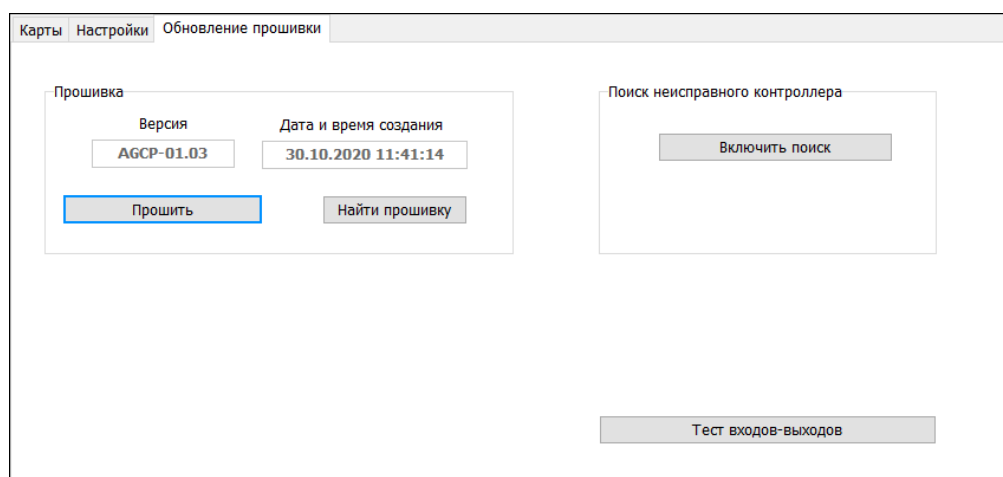 Карты Настройки Обновление прошивки
Прошивка
Версия Дата и время создания
AGCP-01.03 30.10.2020 11:41:14
Прошить Найти прошивку
Поиск неисправного контроллера
Включить поиск
Тест входов-выходов